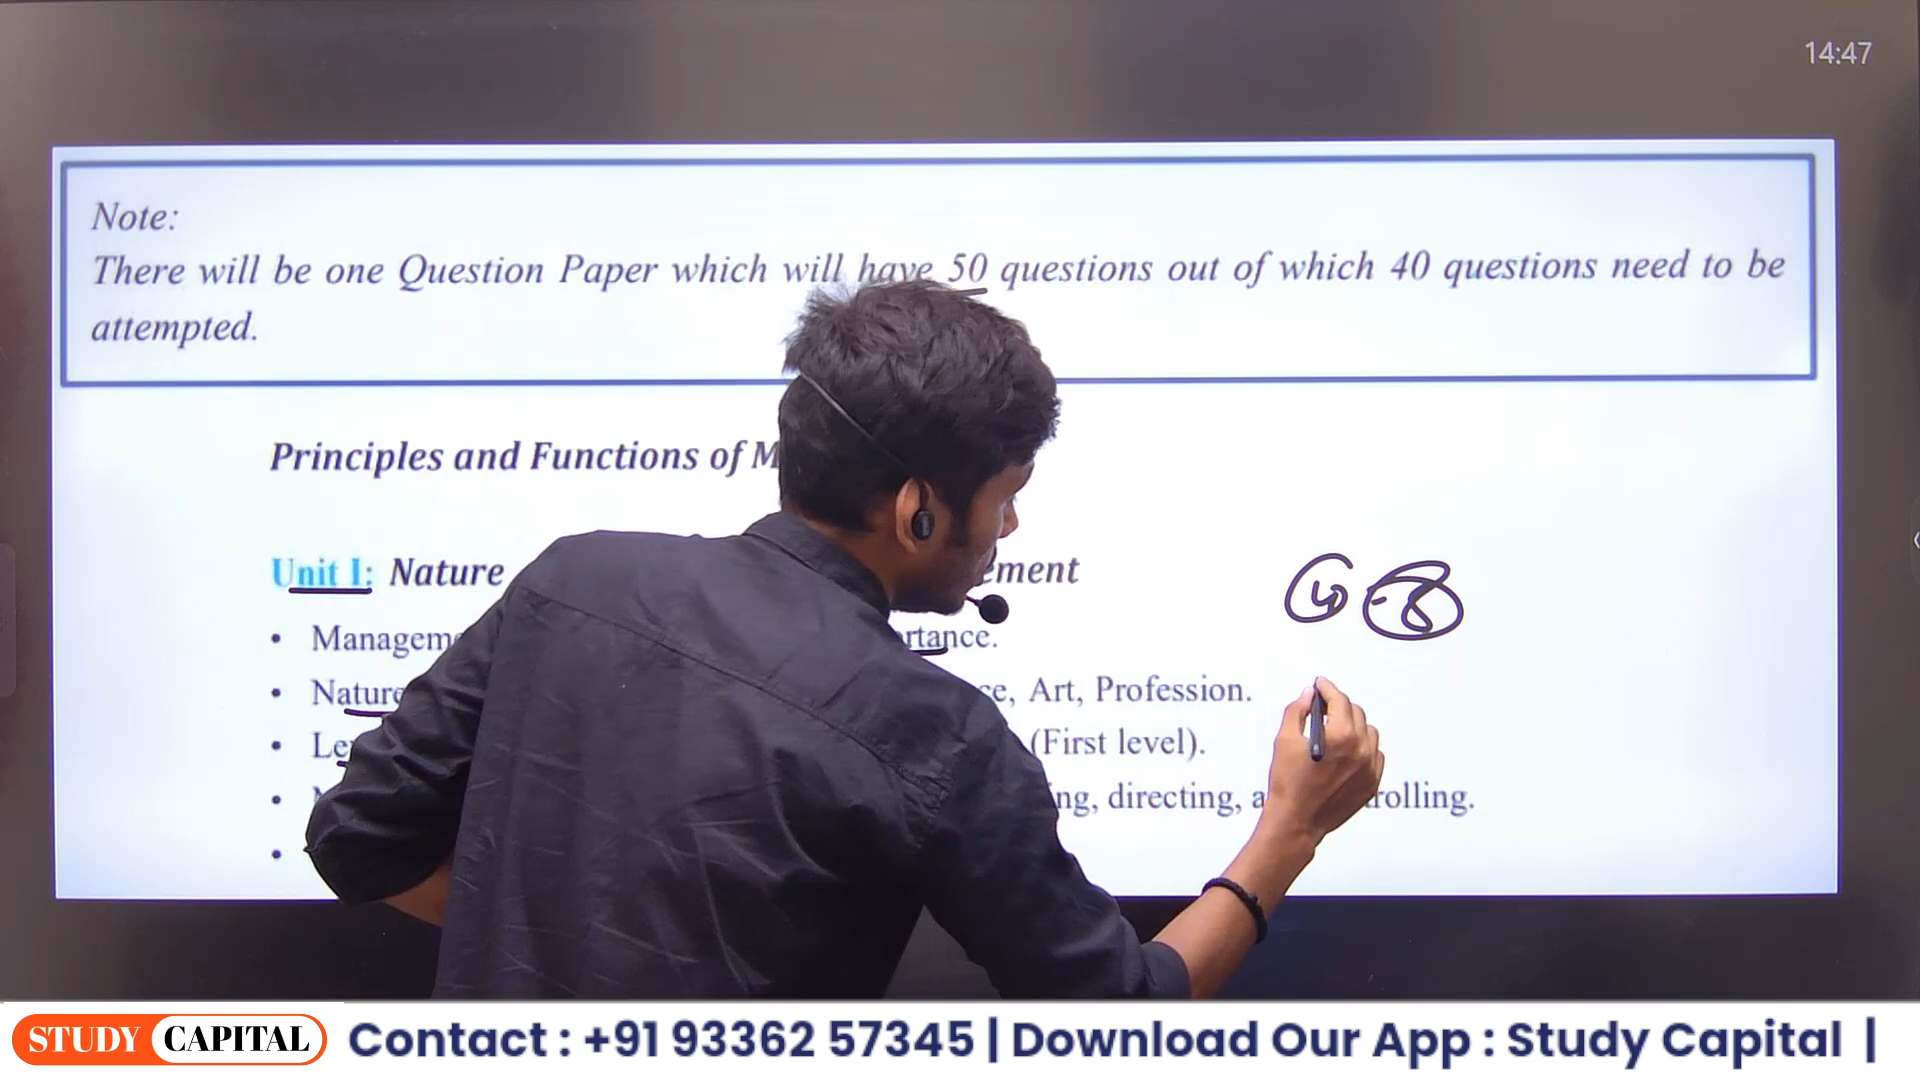 14:47
Note:
There will be one Question Paper which will have 50 questions out of which 40 questions need to be
attempted.
Principles and Functions of M
Unit I: Nature ement
• Manageme rtance.
• Nature ce, Art, Profession.
• Le (First level).
• ng, directing, a rolling.
•
STUDY CAPITAL Contact : +91 93362 57345 | Download Our App : Study Capital |